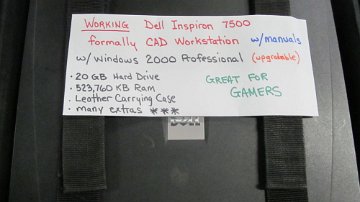 WORKING Dell Inspiron 7500
formally CAD Workstation w/manuals
w/Windows 2000 Professional (upgradable)
• 20 GB Hard Drive
• 523,760 KB Ram
• Leather Carrying Case
• many extras ***
GREAT FOR
GAMERS
DELL